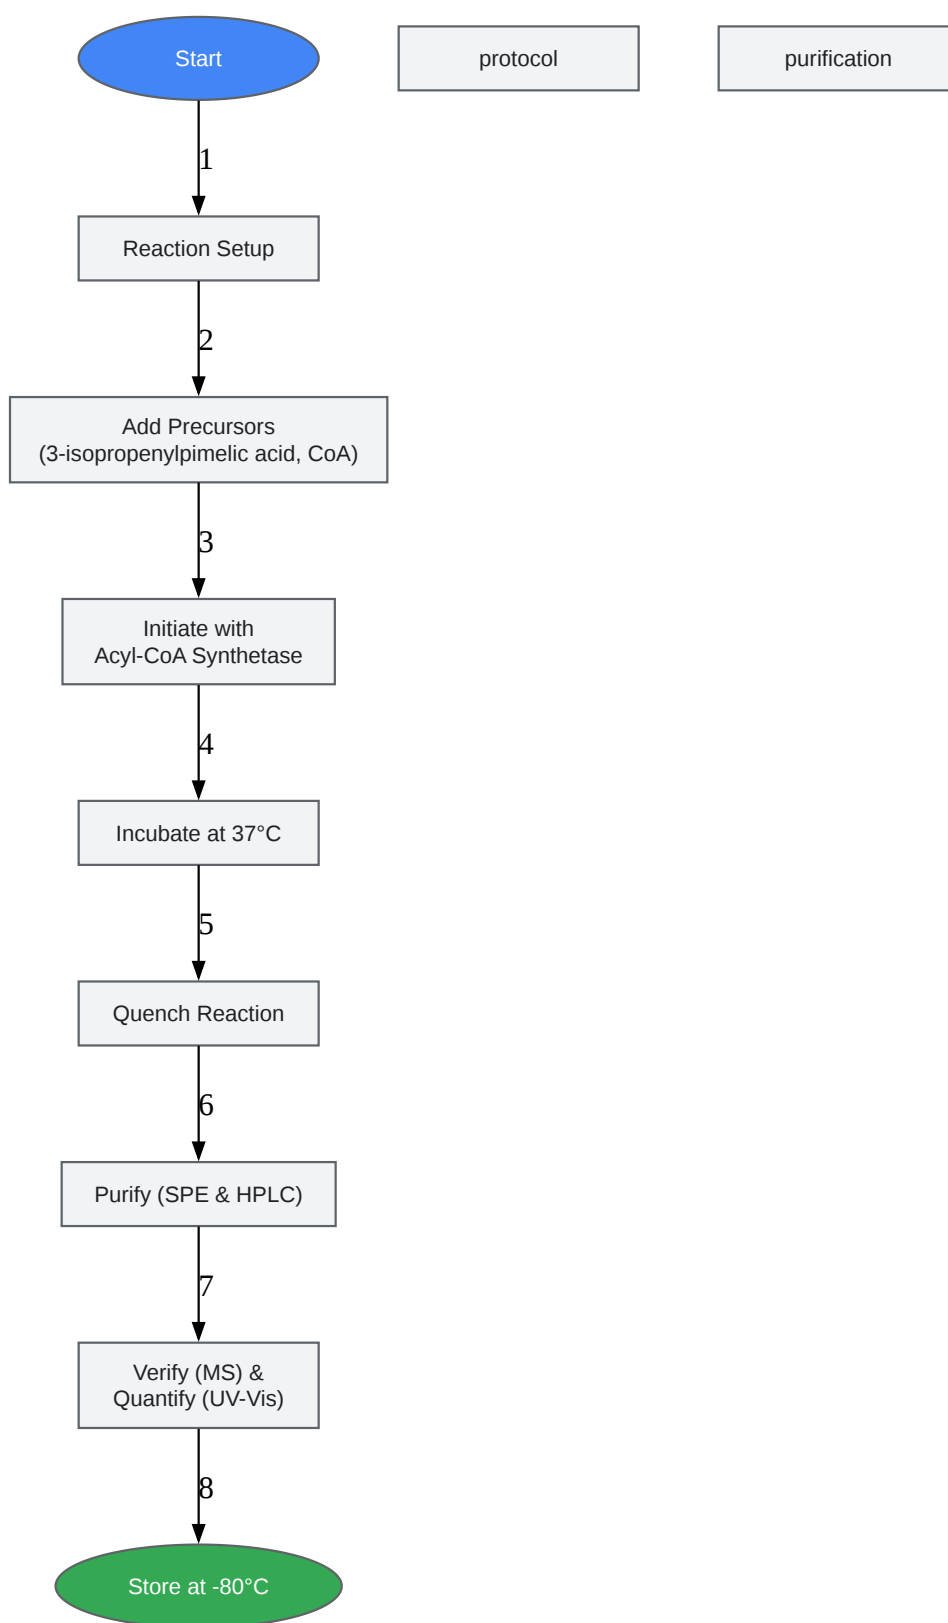 Start
protocol
purification
1
Reaction Setup
2
Add Precursors
(3-isopropenylpimelic acid, CoA)
3
Initiate with
Acyl-CoA Synthetase
4
Incubate at 37°C
5
Quench Reaction
6
Purify (SPE & HPLC)
7
Verify (MS) &
Quantify (UV-Vis)
8
Store at -80°C